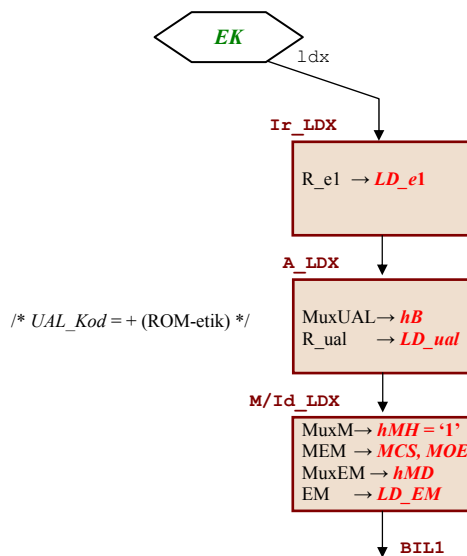 EK
ldx
Ir_LDX
R_e1 → LD_e1
A_LDX
/* UAL_Kod = + (ROM-etik) */
MuxUAL→ hB
R_ual → LD_ual
M/Id_LDX
MuxM→ hMH = ‘1’
MEM → MCS, MOE
MuxEM→ hMD
EM → LD_EM
BIL1